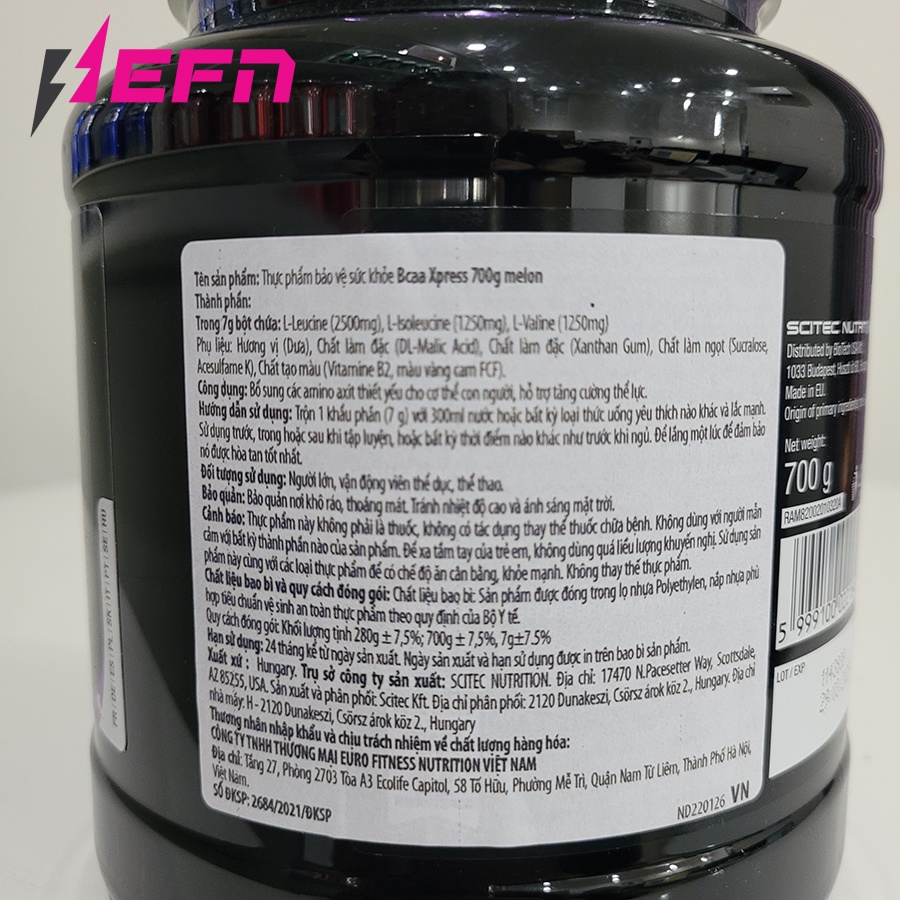 EFN
Tên sản phẩm: Thực phẩm bảo vệ sức khỏe Bcaa Xpress 700g melon
Thành phần:
Trong 7g bột chứa: L-Leucine (2500mg), L-Isoleucine (1250mg), L-Valine (1250mg)
Phụ liệu: Hương vị (Dưa), Chất làm đặc (DL-Malic Acid), Chất làm đặc (Xanthan Gum), Chất làm ngọt (Sucralose,
Acesulfame K), Chất tạo màu (Vitamine B2, màu vàng cam FCF).
Công dụng: Bổ sung các amino axit thiết yếu cho cơ thể con người, hỗ trợ tăng cường thể lực.
Hướng dẫn sử dụng: Trộn 1 khẩu phần (7 g) với 300ml nước hoặc bất kỳ loại thức uống yêu thích nào khác và lắc mạnh.
Sử dụng trước, trong hoặc sau khi tập luyện, hoặc bất kỳ thời điểm nào khác như trước khi ngủ. Để lắng một lúc để đảm bảo
nó được hòa tan tốt nhất.
Đối tượng sử dụng: Người lớn, vận động viên thể dục, thể thao.
Bảo quản: Bảo quản nơi khô ráo, thoáng mát. Tránh nhiệt độ cao và ánh sáng mặt trời.
Cảnh báo: Thực phẩm này không phải là thuốc, không có tác dụng thay thế thuốc chữa bệnh. Không dùng với người mẫn
cảm với bất kỳ thành phần nào của sản phẩm. Để xa tầm tay của trẻ em, không dùng quá liều lượng khuyến nghị. Sử dụng sản
phẩm này cùng với các loại thực phẩm để có chế độ ăn cân bằng, khỏe mạnh. Không thay thế thực phẩm.
Chất liệu bao bì và quy cách đóng gói: Chất liệu bao bì: Sản phẩm được đóng trong lọ nhựa Polyethylen, nắp nhựa phù
hợp tiêu chuẩn vệ sinh an toàn thực phẩm theo quy định của Bộ Y tế.
Quy cách đóng gói: Khối lượng tịnh 280g ± 7,5%; 700g ± 7,5%, 7g±7.5%
Hạn sử dụng: 24 tháng kể từ ngày sản xuất. Ngày sản xuất và hạn sử dụng được in trên bao bì sản phẩm.
Xuất xứ : Hungary. Trụ sở công ty sản xuất: SCITEC NUTRITION. Địa chỉ: 17470 N.Pacesetter Way, Scottsdale,
AZ 85255, USA. Sản xuất và phân phối: Scitec Kft. Địa chỉ phân phối: 2120 Dunakeszi, Csörsz árok köz 2., Hungary. Địa chỉ
nhà máy: H - 2120 Dunakeszi, Csörsz árok köz 2., Hungary
Thương nhân nhập khẩu và chịu trách nhiệm về chất lượng hàng hóa:
CÔNG TY TNHH THƯƠNG MẠI EURO FITNESS NUTRITION VIỆT NAM
Địa chỉ: Tầng 27, Phòng 2703 Tòa A3 Ecolife Capitol, 58 Tố Hữu, Phường Mễ Trì, Quận Nam Từ Liêm, Thành Phố Hà Nội,
Việt Nam.
SỐ ĐKSP: 2684/2021/ĐKSP
ND220126 VN
SCITEC
Distributed by BioTech
1033 Budapest,
Made in EU.
Origin of primary
Net weight:
700 g
5 999100
LOT / EXP
FR | DE | ES | PL | SK | IT | PT | SE | ND